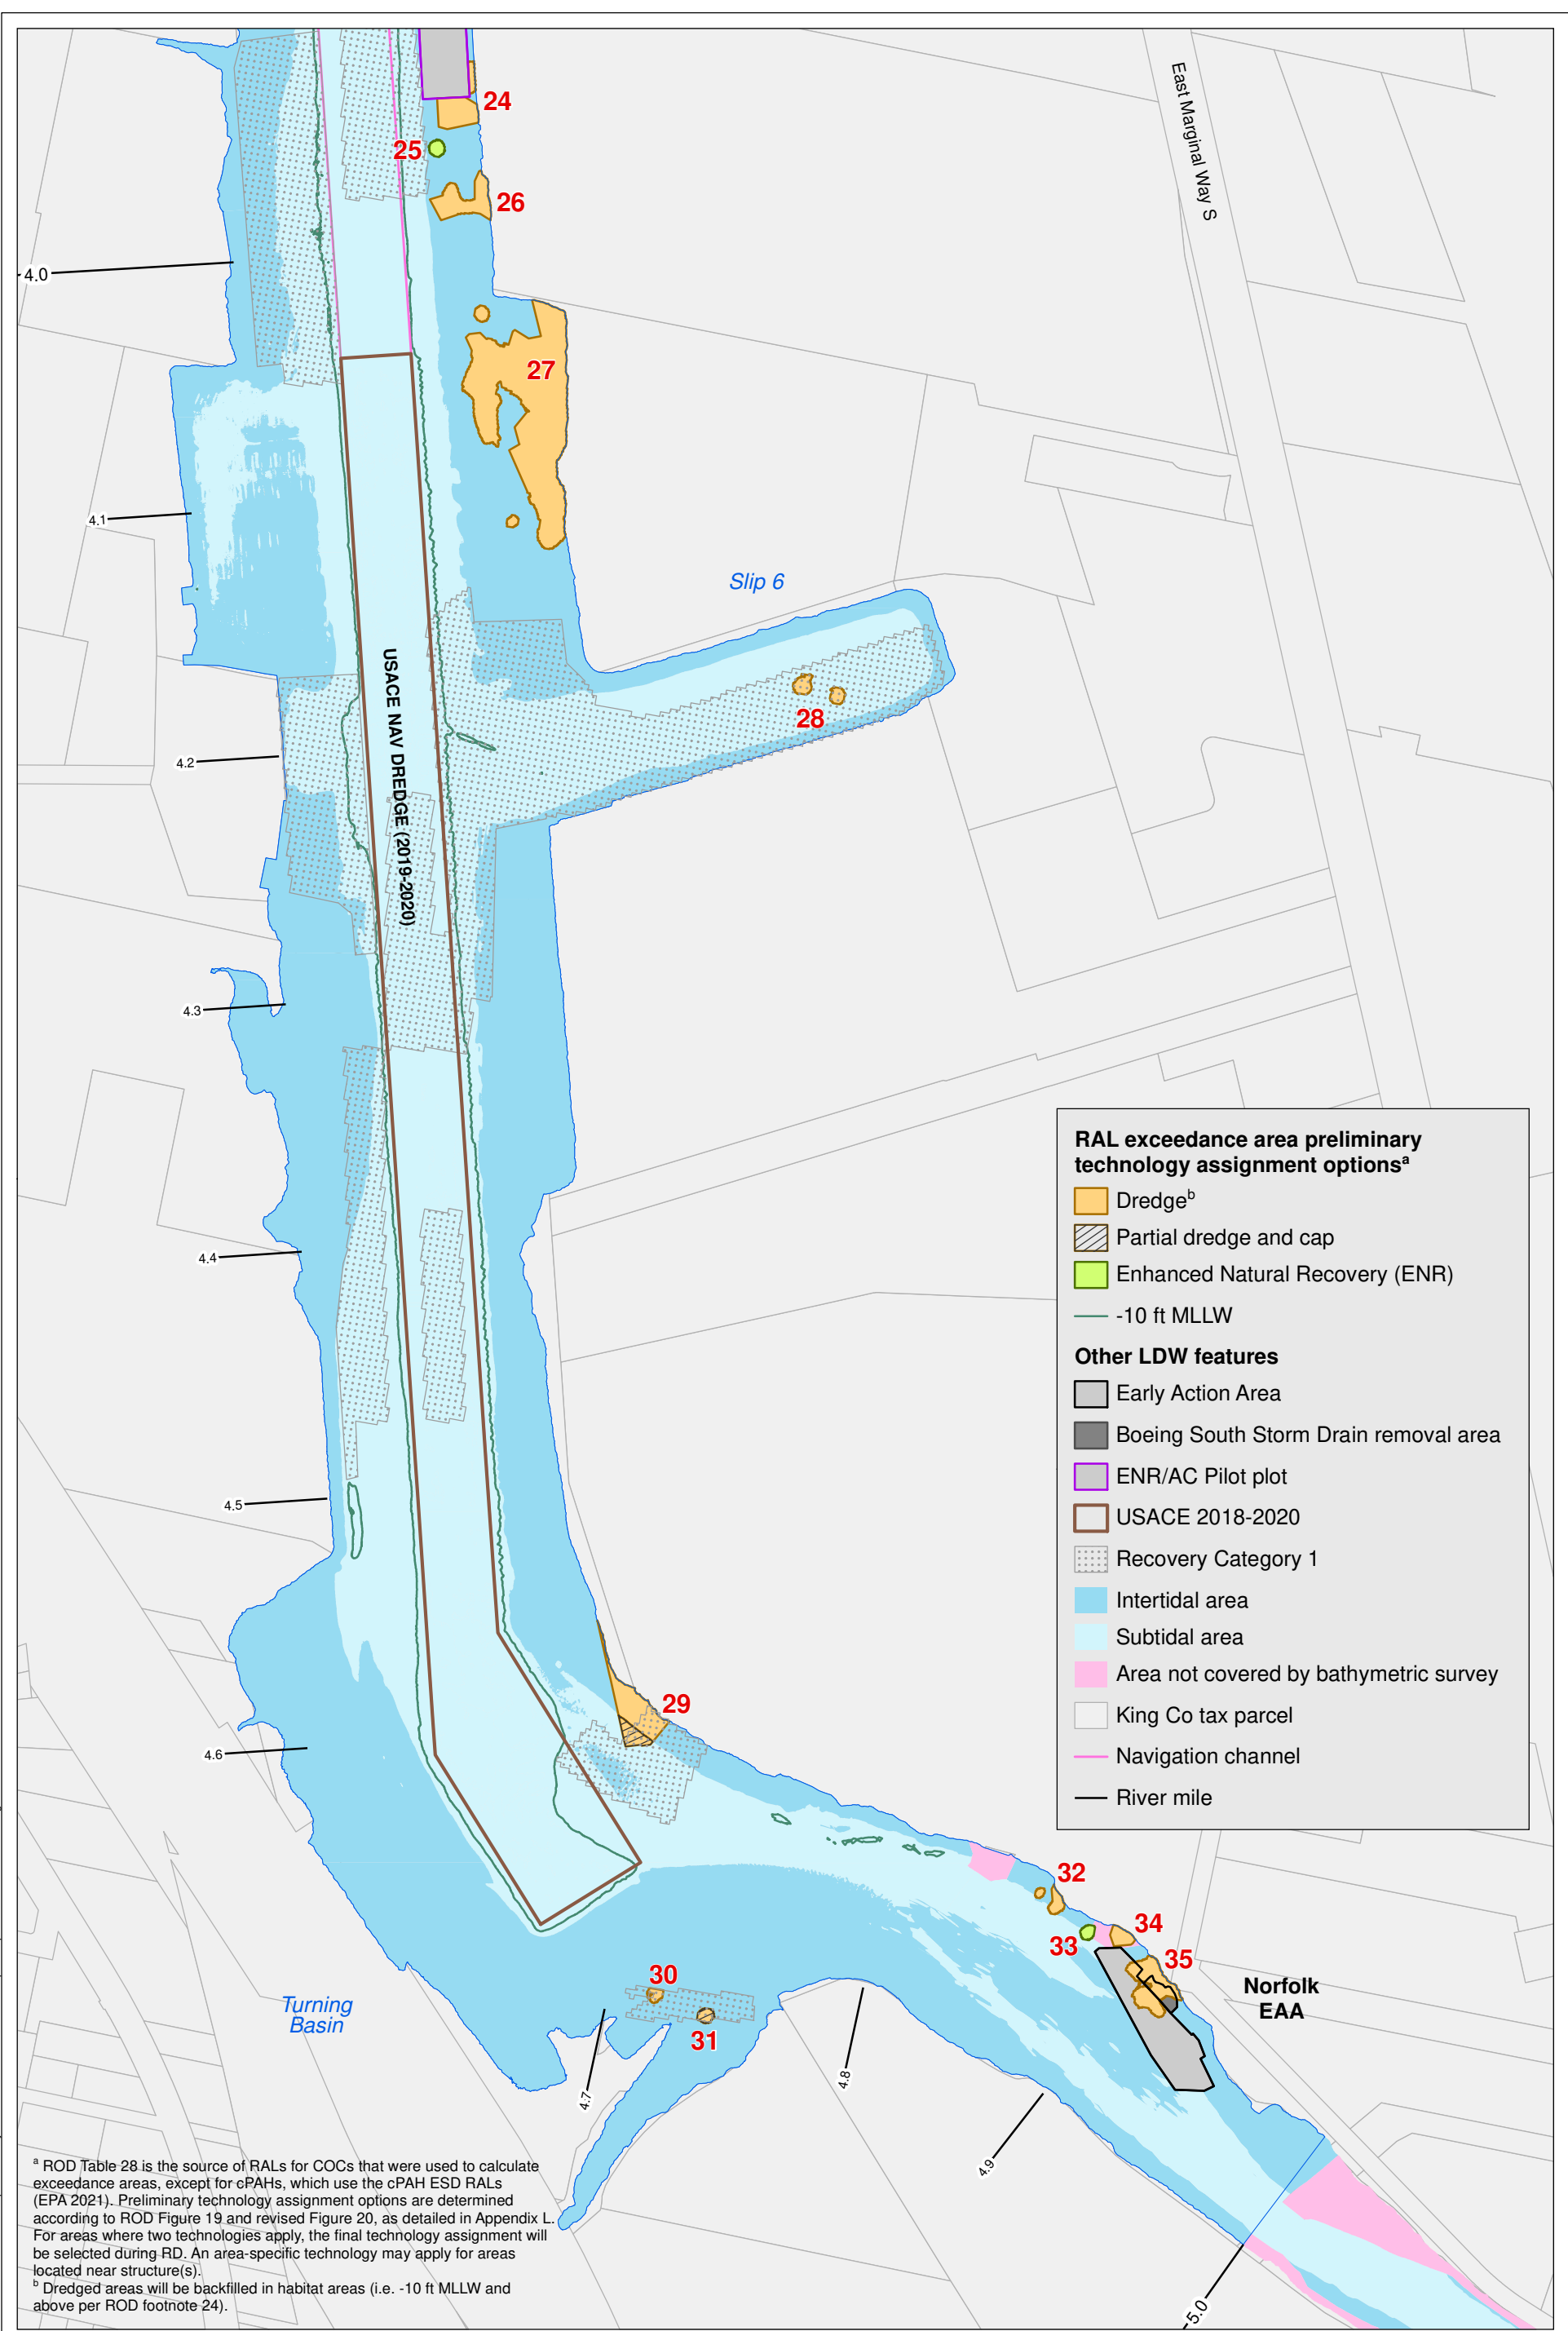 East Marginal Way S
24
25
26
4.0
27
4.1
Slip 6
28
USACE NAV DREDGE (2019-2020)
4.2
4.3
4.4
4.5
4.6
29
30
31
32
33
34
35
Norfolk
EAA
Turning
Basin
4.7
4.8
4.9
5.0
RAL exceedance area preliminary
technology assignment optionsᵃ
Dredgeᵇ
Partial dredge and cap
Enhanced Natural Recovery (ENR)
-10 ft MLLW
Other LDW features
Early Action Area
Boeing South Storm Drain removal area
ENR/AC Pilot plot
USACE 2018-2020
Recovery Category 1
Intertidal area
Subtidal area
Area not covered by bathymetric survey
King Co tax parcel
Navigation channel
River mile
ᵃ ROD Table 28 is the source of RALs for COCs that were used to calculate
exceedance areas, except for cPAHs, which use the cPAH ESD RALs
(EPA 2021). Preliminary technology assignment options are determined
according to ROD Figure 19 and revised Figure 20, as detailed in Appendix L.
For areas where two technologies apply, the final technology assignment will
be selected during RD. An area-specific technology may apply for areas
located near structure(s).
ᵇ Dredged areas will be backfilled in habitat areas (i.e. -10 ft MLLW and
above per ROD footnote 24).